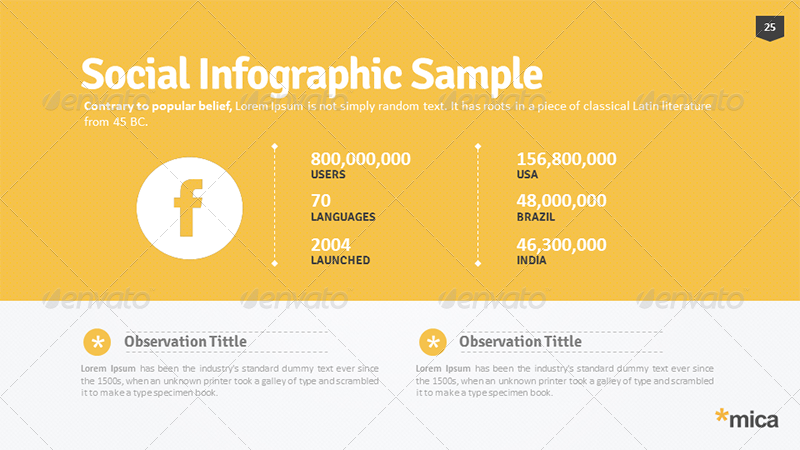 25
Social Infographic Sample
Contrary to popular belief, Lorem Ipsum is not simply random text. It has roots in a piece of classical Latin literature
from 45 BC.
f
800,000,000
USERS
70
LANGUAGES
2004
LAUNCHED
156,800,000
USA
48,000,000
BRAZIL
46,300,000
INDIA
envato envato envato envato
envato envato envato envato
* Observation Tittle
Lorem Ipsum has been the industry's standard dummy text ever since
the 1500s, when an unknown printer took a galley of type and scrambled
it to make a type specimen book.
* Observation Tittle
Lorem Ipsum has been the industry's standard dummy text ever since
the 1500s, when an unknown printer took a galley of type and scrambled
it to make a type specimen book.
*mica